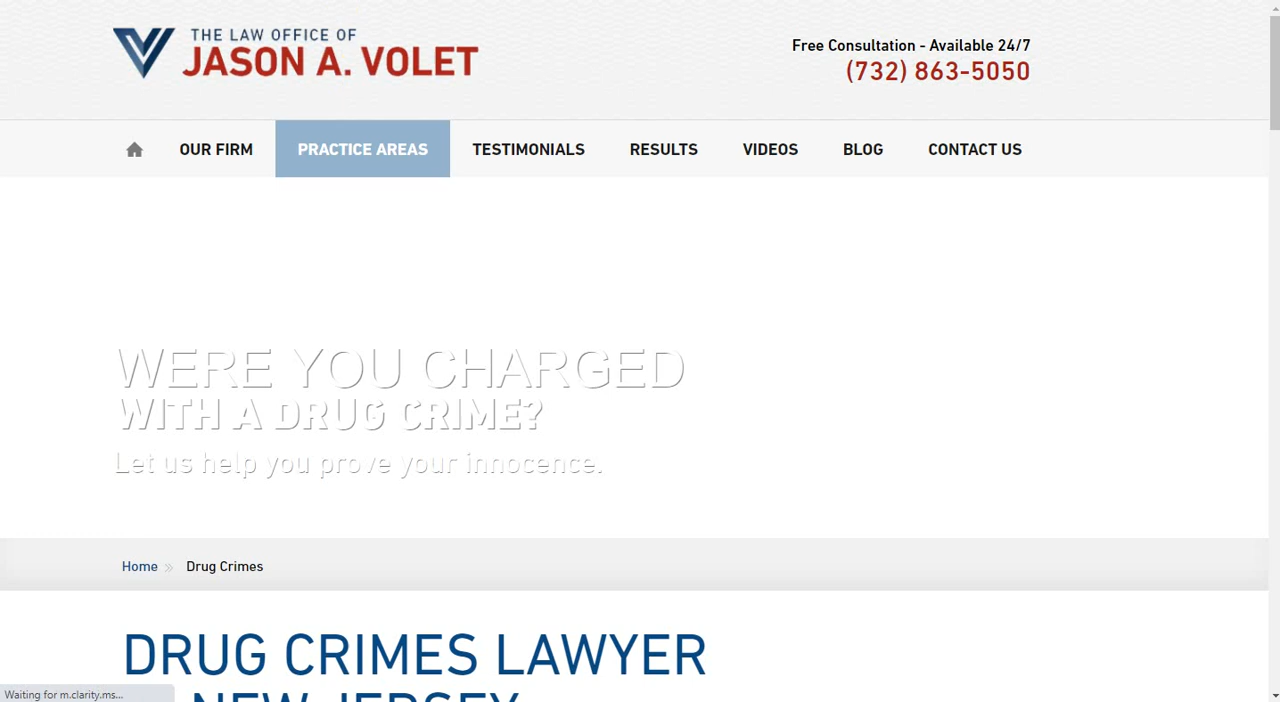 THE LAW OFFICE OF
JASON A. VOLET
Free Consultation - Available 24/7
(732) 863-5050
OUR FIRM PRACTICE AREAS TESTIMONIALS RESULTS VIDEOS BLOG CONTACT US
WERE YOU CHARGED
WITH A DRUG CRIME?
Let us help you prove your innocence.
Home Drug Crimes
DRUG CRIMES LAWYER
NEW JERSEY
Waiting for m.clarity.ms...